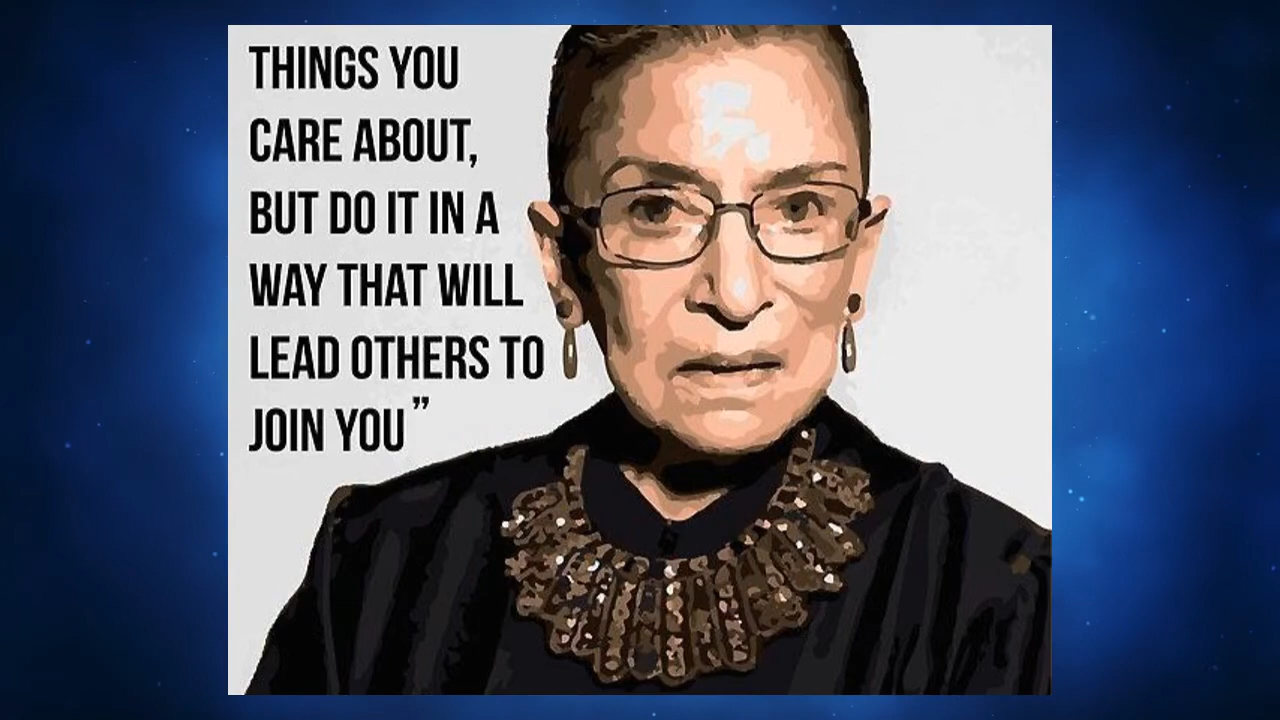 THINGS YOU
CARE ABOUT,
BUT DO IT IN A
WAY THAT WILL
LEAD OTHERS TO
JOIN YOU”